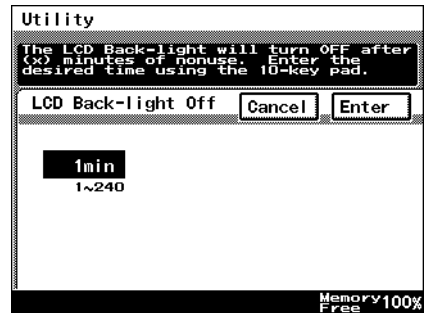 Utility
The LCD Back-light will turn OFF after
(x) minutes of nonuse. Enter the
desired time using the 10-key pad.
LCD Back-light Off Cancel Enter
1min
1~240
Memory 100%
Free